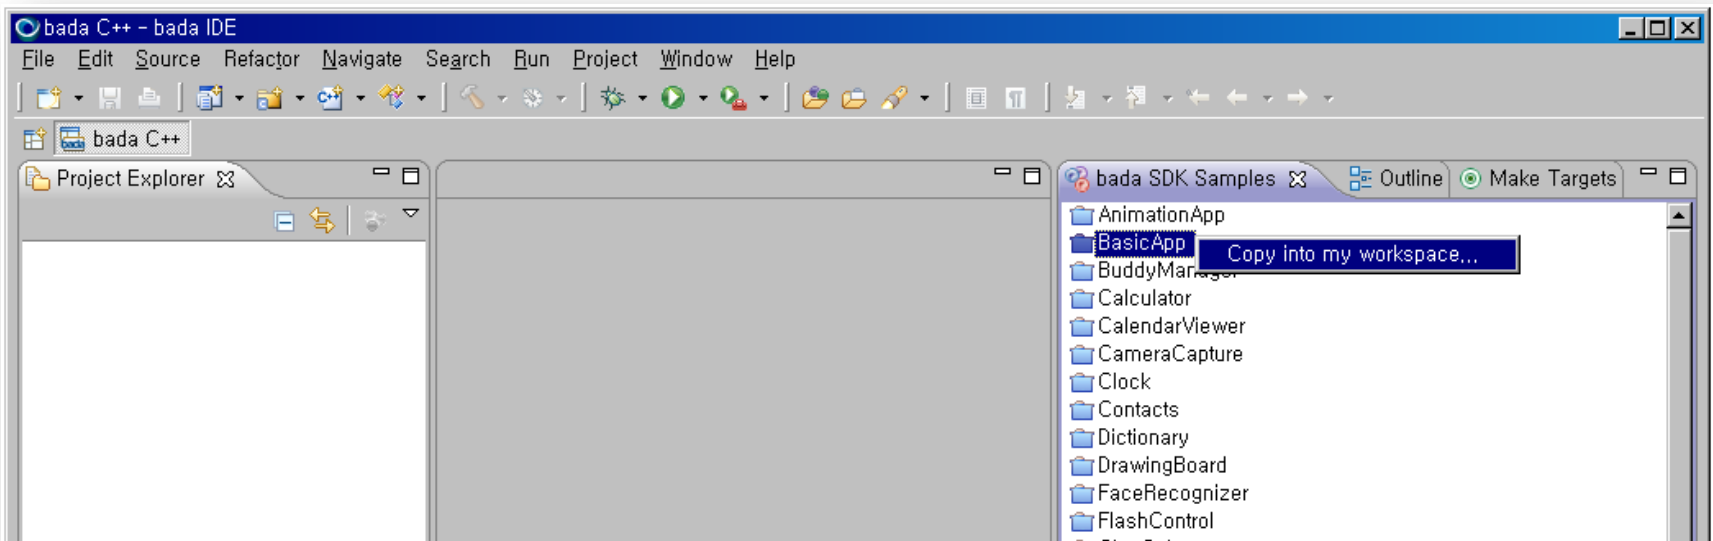 bada C++ - bada IDE
File Edit Source Refactor Navigate Search Run Project Window Help
bada C++
Project Explorer
bada SDK Samples Outline Make Targets
AnimationApp
BasicApp
Copy into my workspace...
BuddyManager
Calculator
CalendarViewer
CameraCapture
Clock
Contacts
Dictionary
DrawingBoard
FaceRecognizer
FlashControl